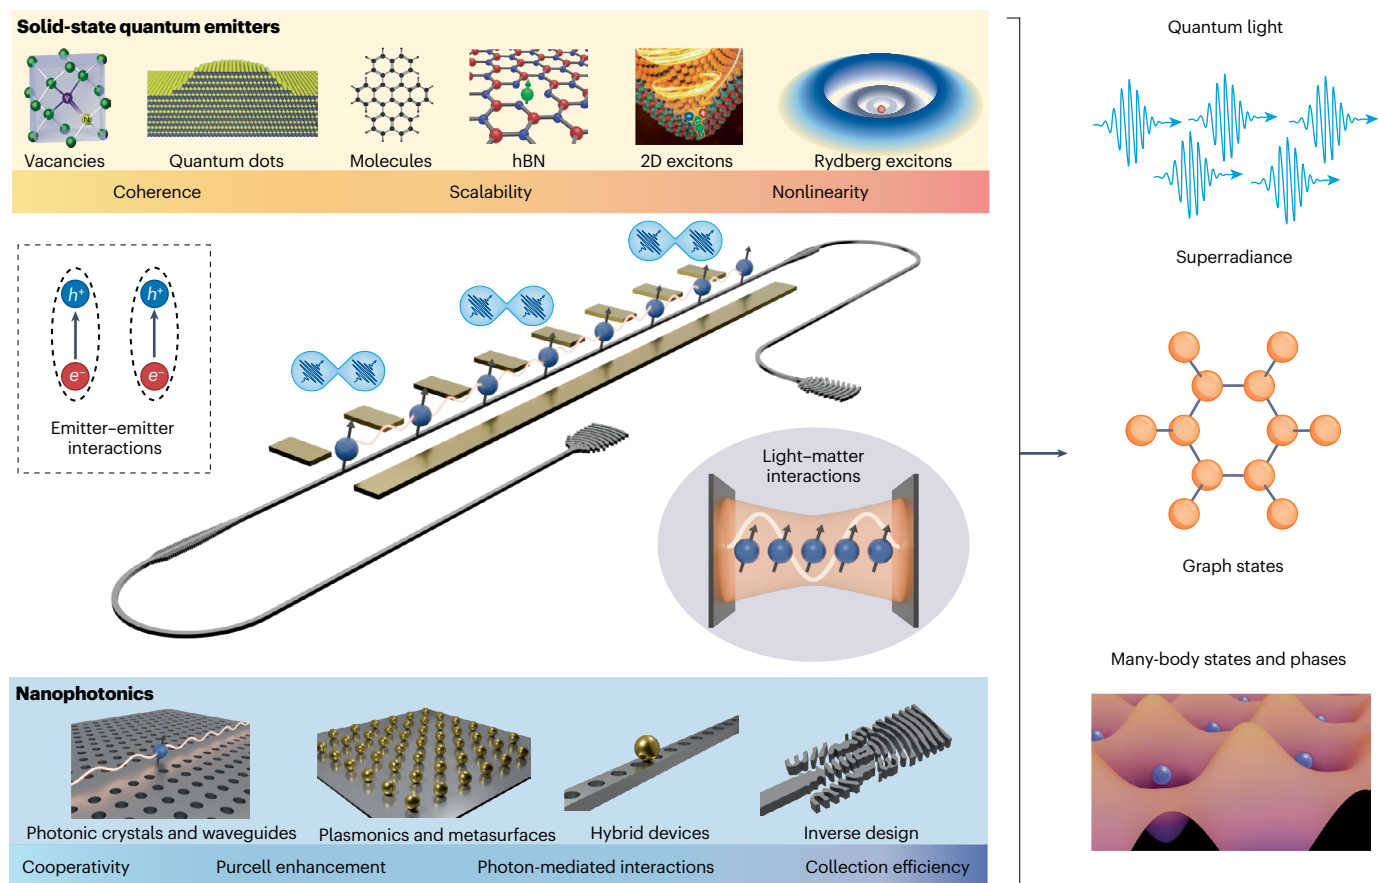 Solid-state quantum emitters
V
N
Vacancies
Quantum dots
Molecules
hBN
2D excitons
Rydberg excitons
Coherence
Scalability
Nonlinearity
h+
h+
e−
e−
Emitter–emitter
interactions
Light–matter
interactions
Nanophotonics
Photonic crystals and waveguides
Plasmonics and metasurfaces
Hybrid devices
Inverse design
Cooperativity
Purcell enhancement
Photon-mediated interactions
Collection efficiency
Quantum light
Superradiance
Graph states
Many-body states and phases